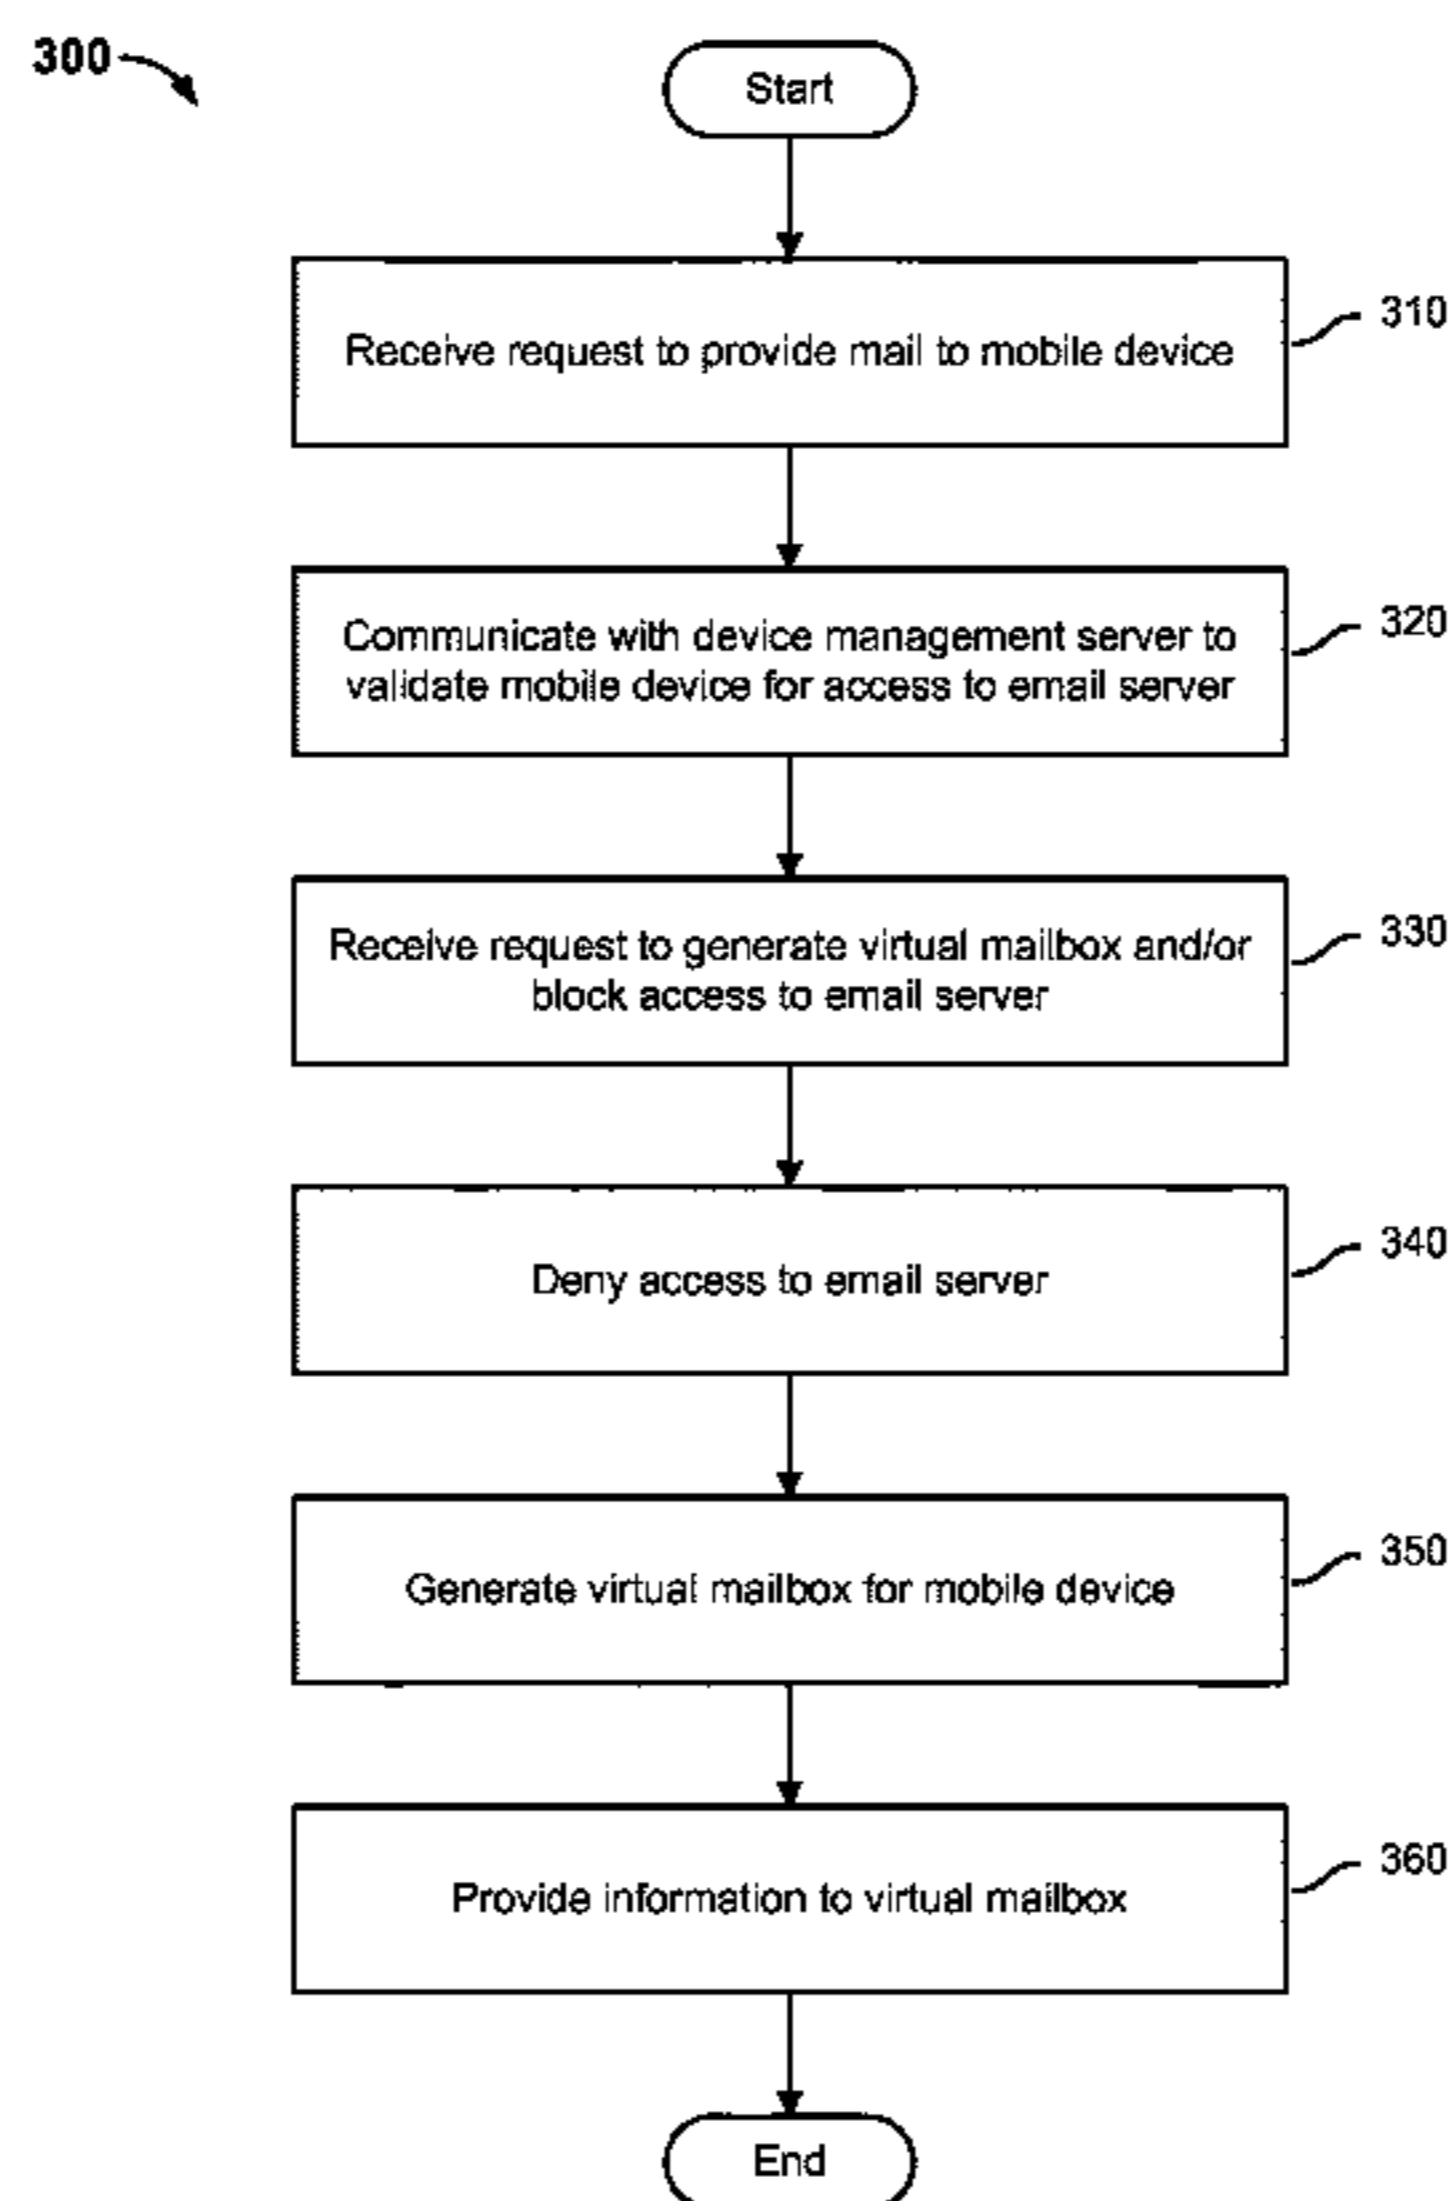 300
Start
Receive request to provide mail to mobile device
310
Communicate with device management server to
validate mobile device for access to email server
320
Receive request to generate virtual mailbox and/or
block access to email server
330
Deny access to email server
340
Generate virtual mailbox for mobile device
350
Provide information to virtual mailbox
360
End